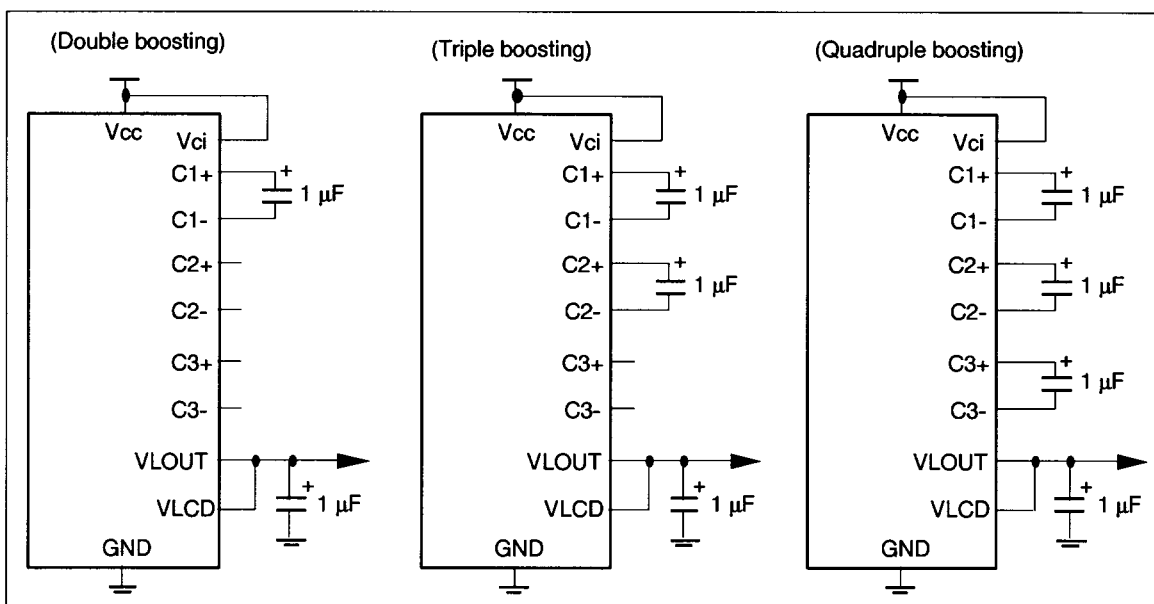 (Double boosting)
Vcc
Vci
C1+
+
1 µF
C1-
C2+
C2-
C3+
C3-
VLOUT
VLCD
+
1 µF
GND
(Triple boosting)
Vcc
Vci
C1+
+
1 µF
C1-
C2+
+
1 µF
C2-
C3+
C3-
VLOUT
VLCD
+
1 µF
GND
(Quadruple boosting)
Vcc
Vci
C1+
+
1 µF
C1-
C2+
+
1 µF
C2-
C3+
+
1 µF
C3-
VLOUT
VLCD
+
1 µF
GND